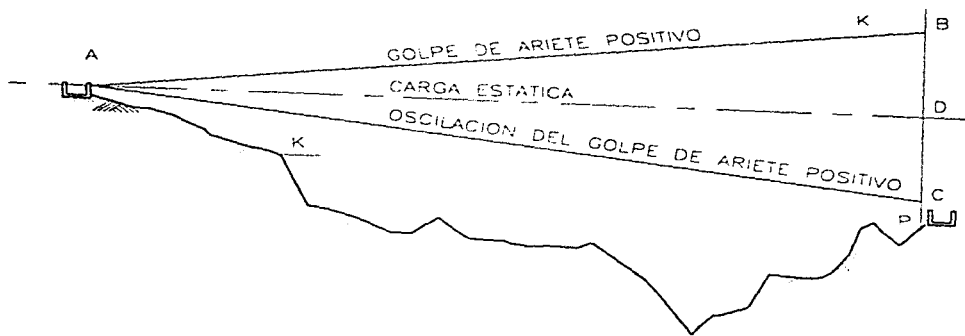 K
B
A
GOLPE DE ARIETE POSITIVO
CARGA ESTATICA
D
OSCILACION DEL GOLPE DE ARIETE POSITIVO
K
C
P